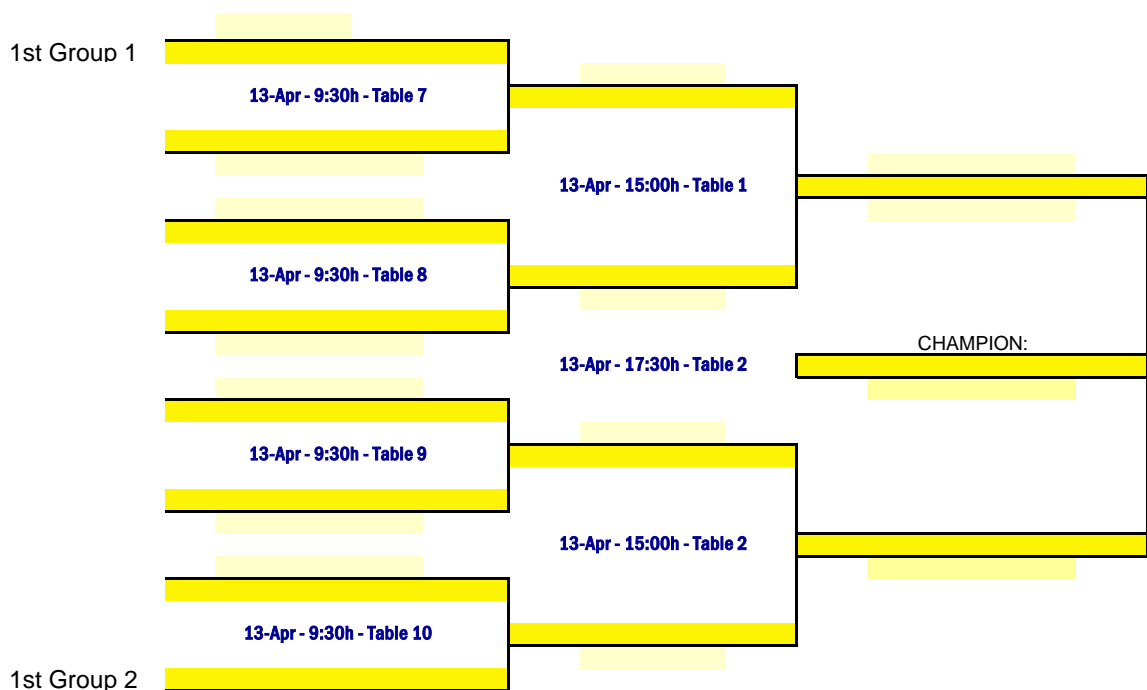 1st Group 1
13-Apr - 9:30h - Table 7
13-Apr - 15:00h - Table 1
13-Apr - 9:30h - Table 8
CHAMPION:
13-Apr - 17:30h - Table 2
13-Apr - 9:30h - Table 9
13-Apr - 15:00h - Table 2
13-Apr - 9:30h - Table 10
1st Group 2